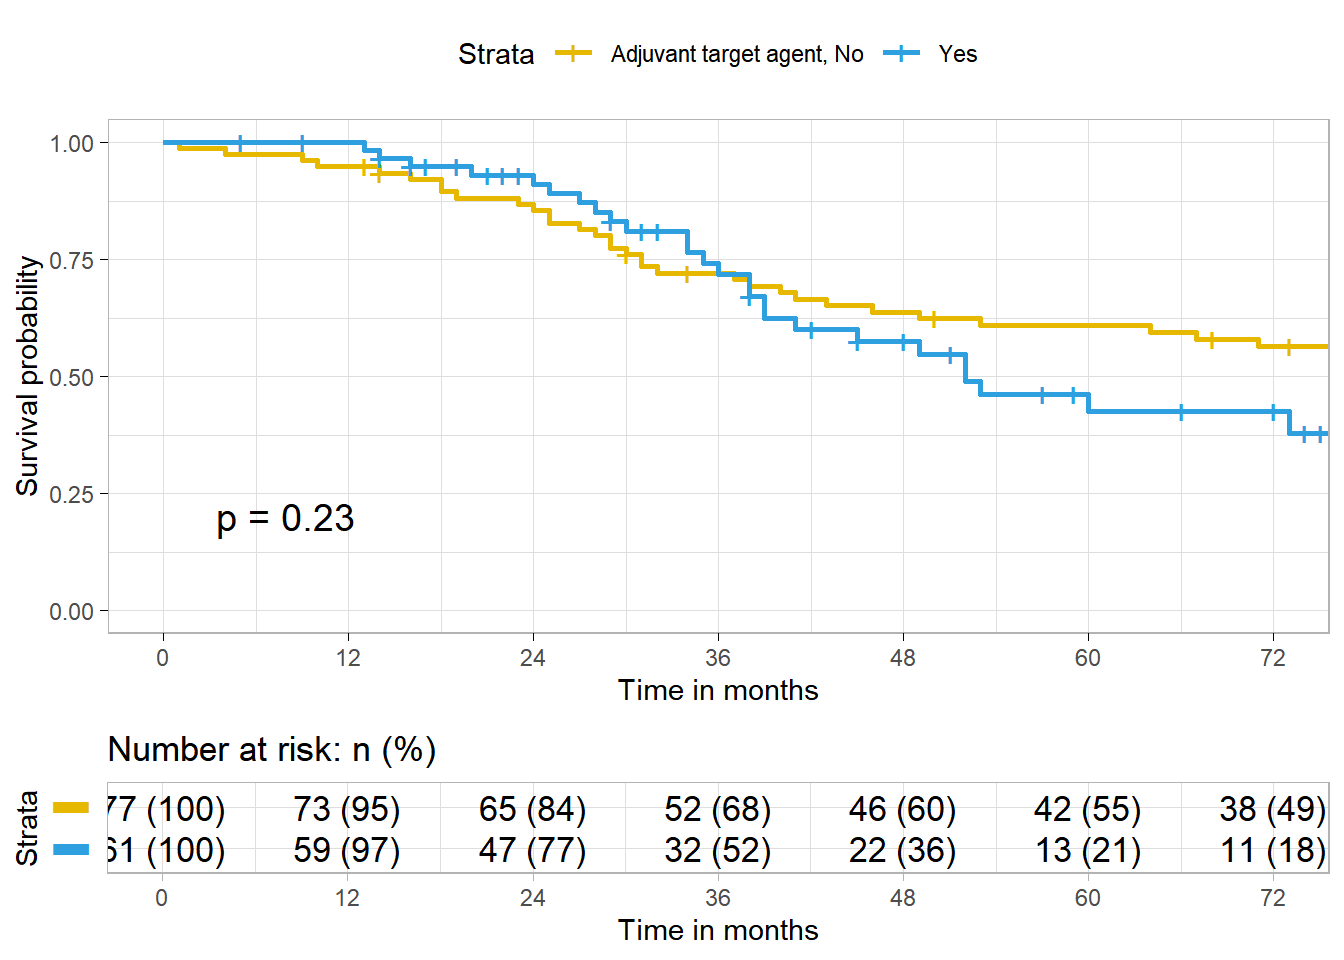 Strata Adjuvant target agent, No Yes
Survival probability
1.00
0.75
0.50
0.25
0.00
p = 0.23
0 12 24 36 48 60 72
Time in months
Number at risk: n (%)
Strata
77 (100) 73 (95) 65 (84) 52 (68) 46 (60) 42 (55) 38 (49)
61 (100) 59 (97) 47 (77) 32 (52) 22 (36) 13 (21) 11 (18)
0 12 24 36 48 60 72
Time in months